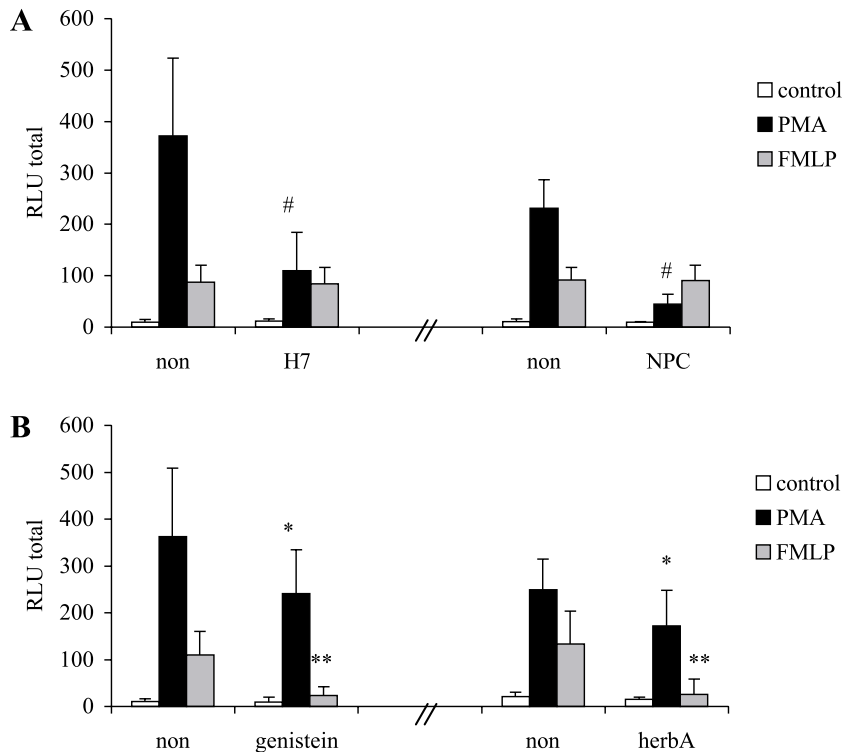 A
600
500
400
300
200
100
0
RLU total
#
#
non
H7
non
NPC
control
PMA
FMLP
B
600
500
400
300
200
100
0
RLU total
*
**
*
**
non
genistein
non
herbA
control
PMA
FMLP